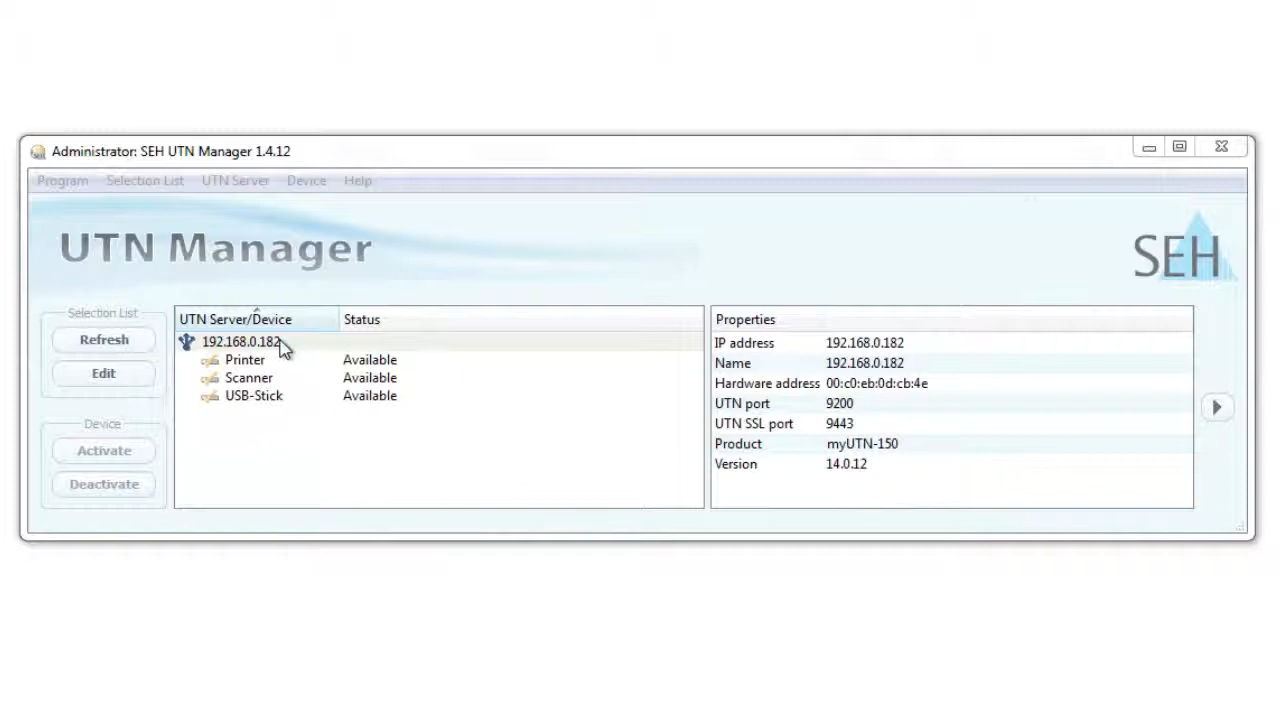 Administrator: SEH UTN Manager 1.4.12
Program Selection List UTN Server Device Help
UTN Manager
SEH
Selection List
Refresh
Edit
Device
Activate
Deactivate
UTN Server/Device Status
192.168.0.182
Printer Available
Scanner Available
USB-Stick Available
Properties
IP address 192.168.0.182
Name 192.168.0.182
Hardware address 00:c0:eb:0d:cb:4e
UTN port 9200
UTN SSL port 9443
Product myUTN-150
Version 14.0.12